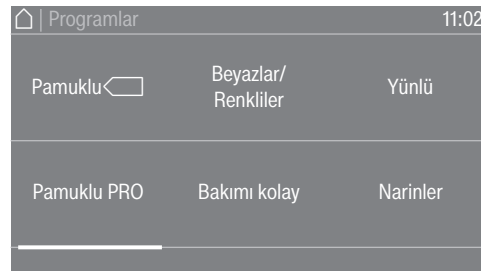 | Programlar 11:02
Pamuklu
Beyazlar/
Renkliler
Yünlü
Pamuklu PRO
Bakımı kolay
Narinler